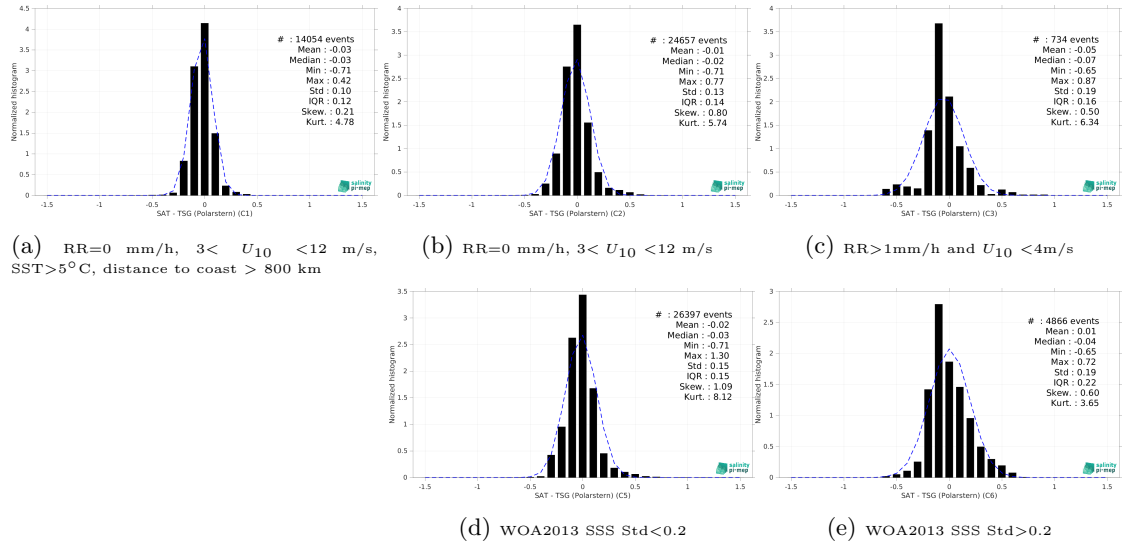 4.5
4
3.5
3
2.5
2
1.5
1
0.5
0
Normalized histogram
# : 14054 events
Mean : -0.03
Median : -0.03
Min : -0.71
Max : 0.42
Std : 0.10
IQR : 0.12
Skew. : 0.21
Kurt. : 4.78
salinity
pi-mep
-1.5 -1 -0.5 0 0.5 1 1.5
SAT - TSG (Polarstern) (C1)
(a) RR=0 mm/h, 3< U10 <12 m/s,
SST>5°C, distance to coast > 800 km
4
3.5
3
2.5
2
1.5
1
0.5
0
Normalized histogram
# : 24657 events
Mean : -0.01
Median : -0.02
Min : -0.71
Max : 0.77
Std : 0.13
IQR : 0.14
Skew. : 0.80
Kurt. : 5.74
salinity
pi-mep
-1.5 -1 -0.5 0 0.5 1 1.5
SAT - TSG (Polarstern) (C2)
(b) RR=0 mm/h, 3< U10 <12 m/s
4
3.5
3
2.5
2
1.5
1
0.5
0
Normalized histogram
# : 734 events
Mean : -0.05
Median : -0.07
Min : -0.65
Max : 0.87
Std : 0.19
IQR : 0.16
Skew. : 0.50
Kurt. : 6.34
salinity
pi-mep
-1.5 -1 -0.5 0 0.5 1 1.5
SAT - TSG (Polarstern) (C3)
(c) RR>1mm/h and U10 <4m/s
3.5
3
2.5
2
1.5
1
0.5
0
Normalized histogram
# : 26397 events
Mean : -0.02
Median : -0.03
Min : -0.71
Max : 1.30
Std : 0.15
IQR : 0.15
Skew. : 1.09
Kurt. : 8.12
salinity
pi-mep
-1.5 -1 -0.5 0 0.5 1 1.5
SAT - TSG (Polarstern) (C5)
(d) WOA2013 SSS Std<0.2
3
2.5
2
1.5
1
0.5
0
Normalized histogram
# : 4866 events
Mean : 0.01
Median : -0.04
Min : -0.65
Max : 0.72
Std : 0.19
IQR : 0.22
Skew. : 0.60
Kurt. : 3.65
salinity
pi-mep
-1.5 -1 -0.5 0 0.5 1 1.5
SAT - TSG (Polarstern) (C6)
(e) WOA2013 SSS Std>0.2